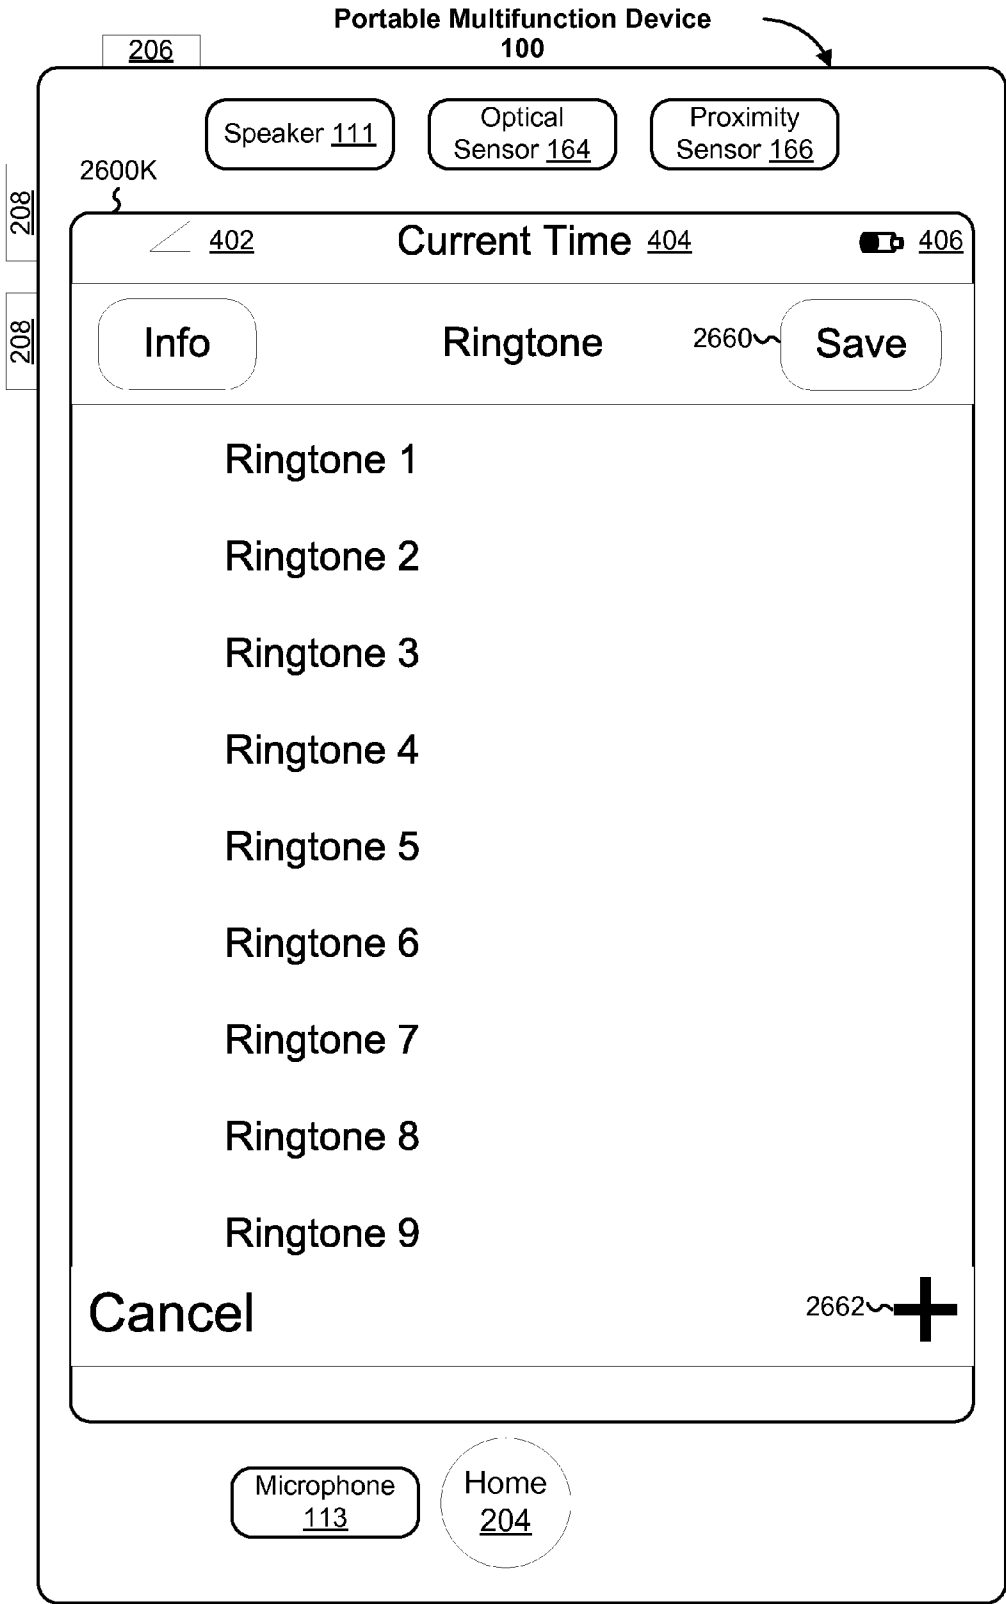 Portable Multifunction Device
100
206
Speaker 111
Optical
Sensor 164
Proximity
Sensor 166
2600K
208
402
Current Time 404
406
208
Info
Ringtone
2660
Save
Ringtone 1
Ringtone 2
Ringtone 3
Ringtone 4
Ringtone 5
Ringtone 6
Ringtone 7
Ringtone 8
Ringtone 9
Cancel
2662
Microphone
113
Home
204